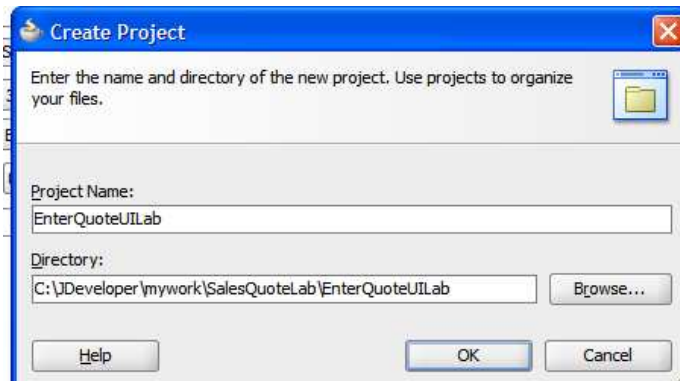 Create Project
Enter the name and directory of the new project. Use projects to organize
your files.
Project Name:
EnterQuoteUILab
Directory:
C:\JDeveloper\mywork\SalesQuoteLab\EnterQuoteUILab
Browse...
Help
OK
Cancel